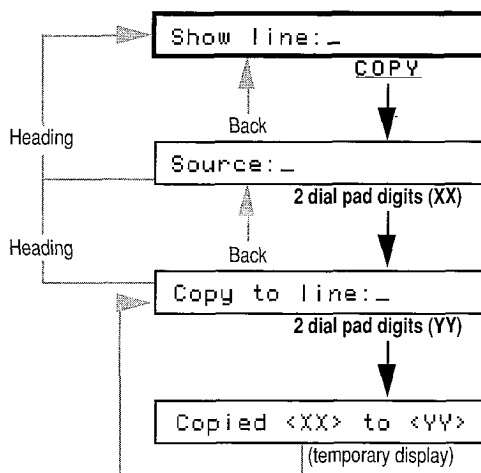 Show line:_
COPY
Heading
Back
Source:_
2 dial pad digits (XX)
Heading
Back
Copy to line:_
2 dial pad digits (YY)
Copied <XX> to <YY>
(temporary display)